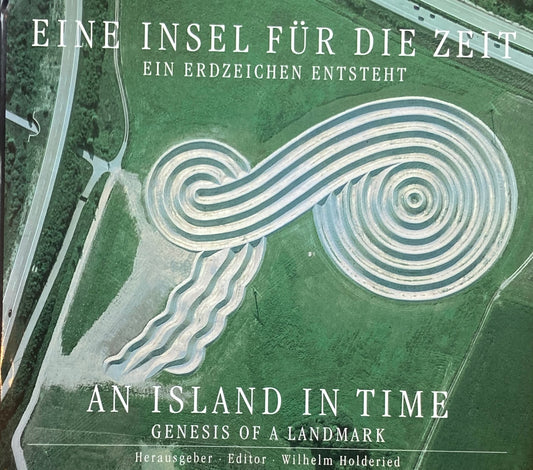 EINE INSEL FÜR DIE ZEIT
EIN ERDZEICHEN ENTSTEHT
AN ISLAND IN TIME
GENESIS OF A LANDMARK
Herausgeber · Editor · Wilhelm Holderied